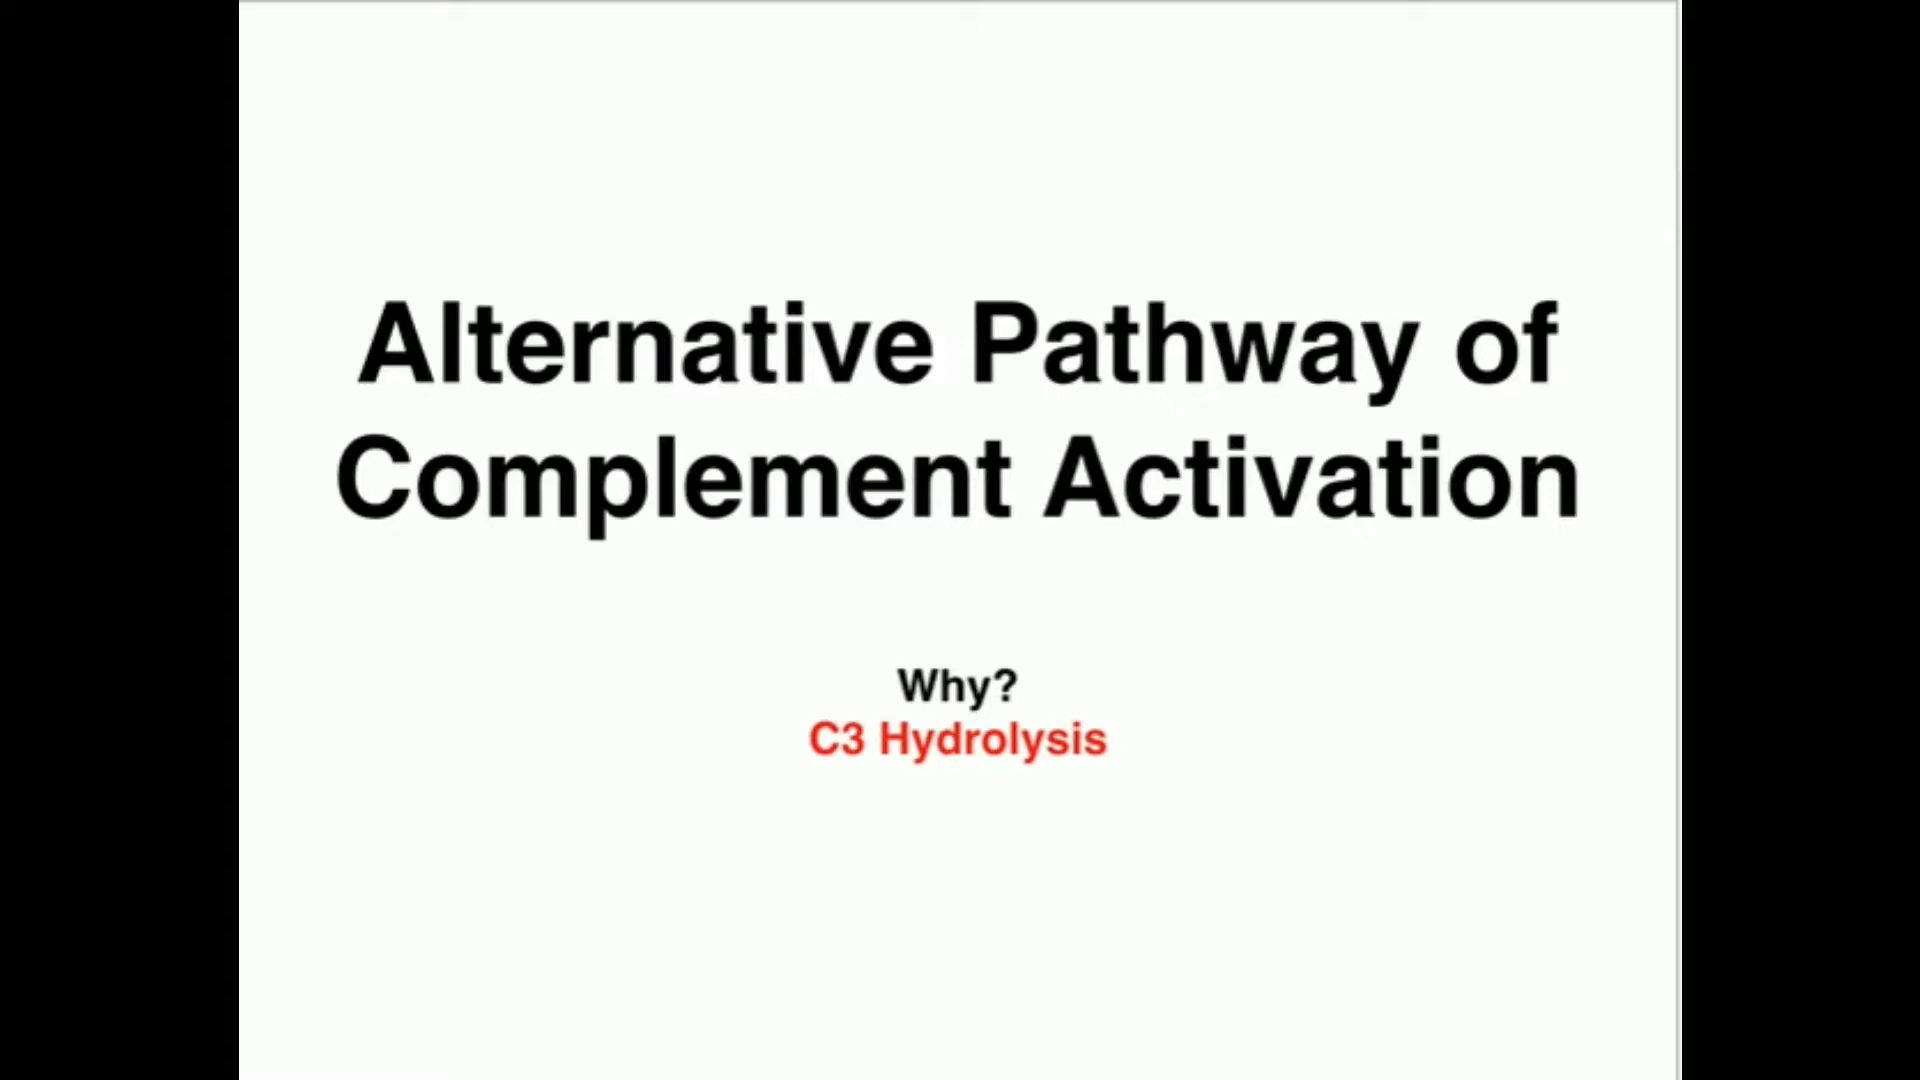 Alternative Pathway of
Complement Activation
Why?
C3 Hydrolysis